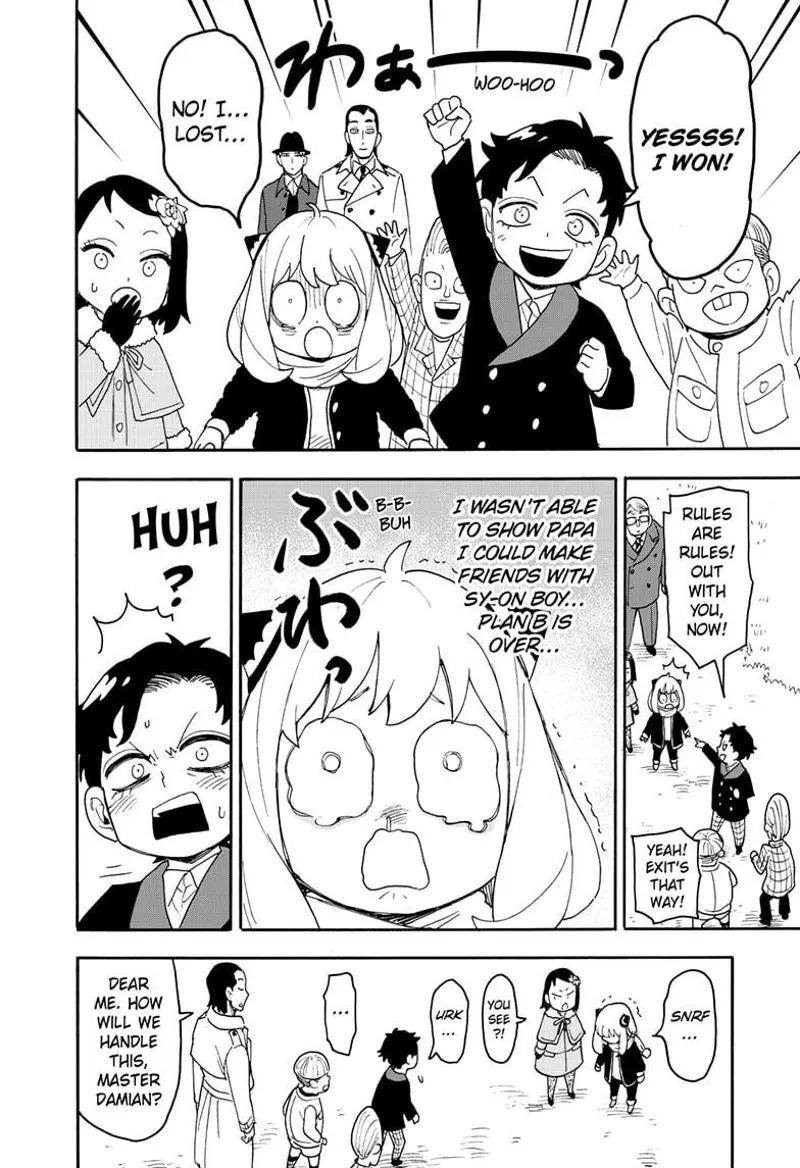 YESSSS!
I WON!
わぁーっ
WOO-HOO
NO! I...
LOST...
RULES
ARE
RULES!
OUT
WITH
YOU,
NOW!
YEAH!
EXIT'S
THAT
WAY!
I WASN'T ABLE
TO SHOW PAPA
I COULD MAKE
FRIENDS WITH
SY-ON BOY...
PLAN B IS
OVER...
B-B-
BUH
ぶわっ
HUH
?
SNRF
...
YOU
SEE
?!
URK
...
...
DEAR
ME. HOW
WILL WE
HANDLE
THIS,
MASTER
DAMIAN?